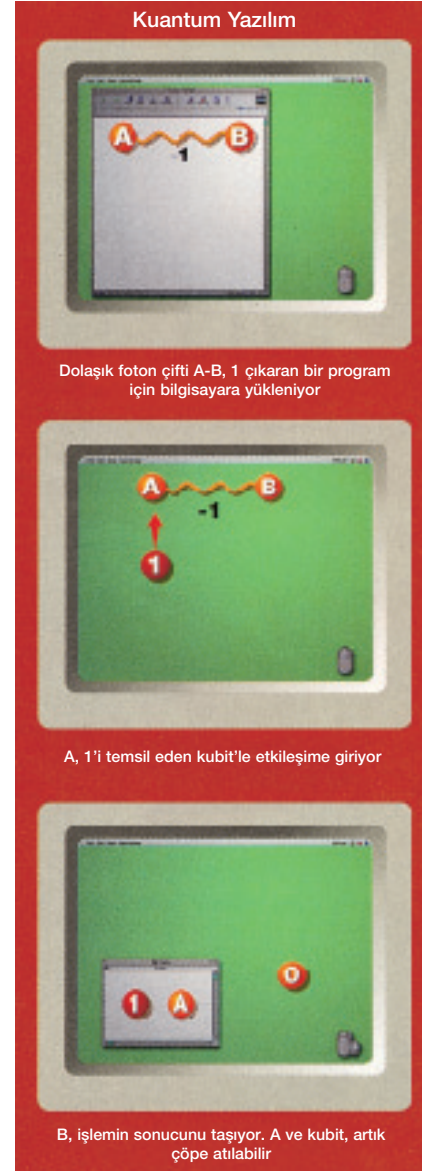 Kuantum Yazılım
A B
-1
Dolaşık foton çifti A-B, 1 çıkaran bir program
için bilgisayara yükleniyor
A B
-1
1
A, 1’i temsil eden kubit’le etkileşime giriyor
1 A
0
B, işlemin sonucunu taşıyor. A ve kubit, artık
çöpe atılabilir